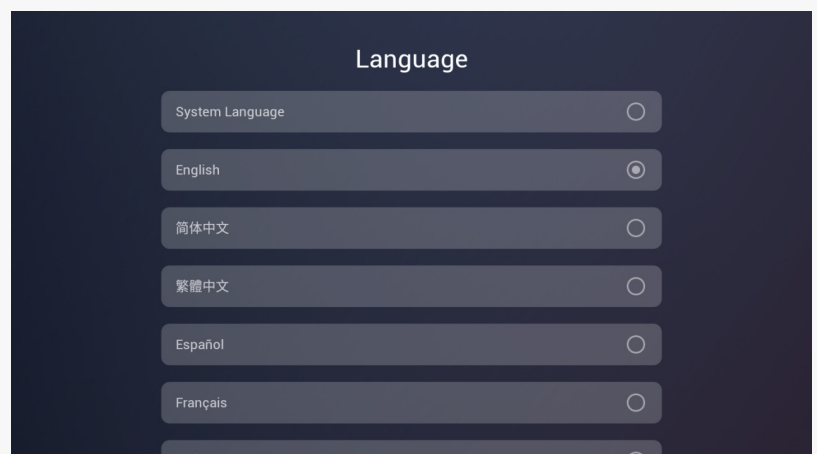 Language
System Language
English
简体中文
繁體中文
Español
Français